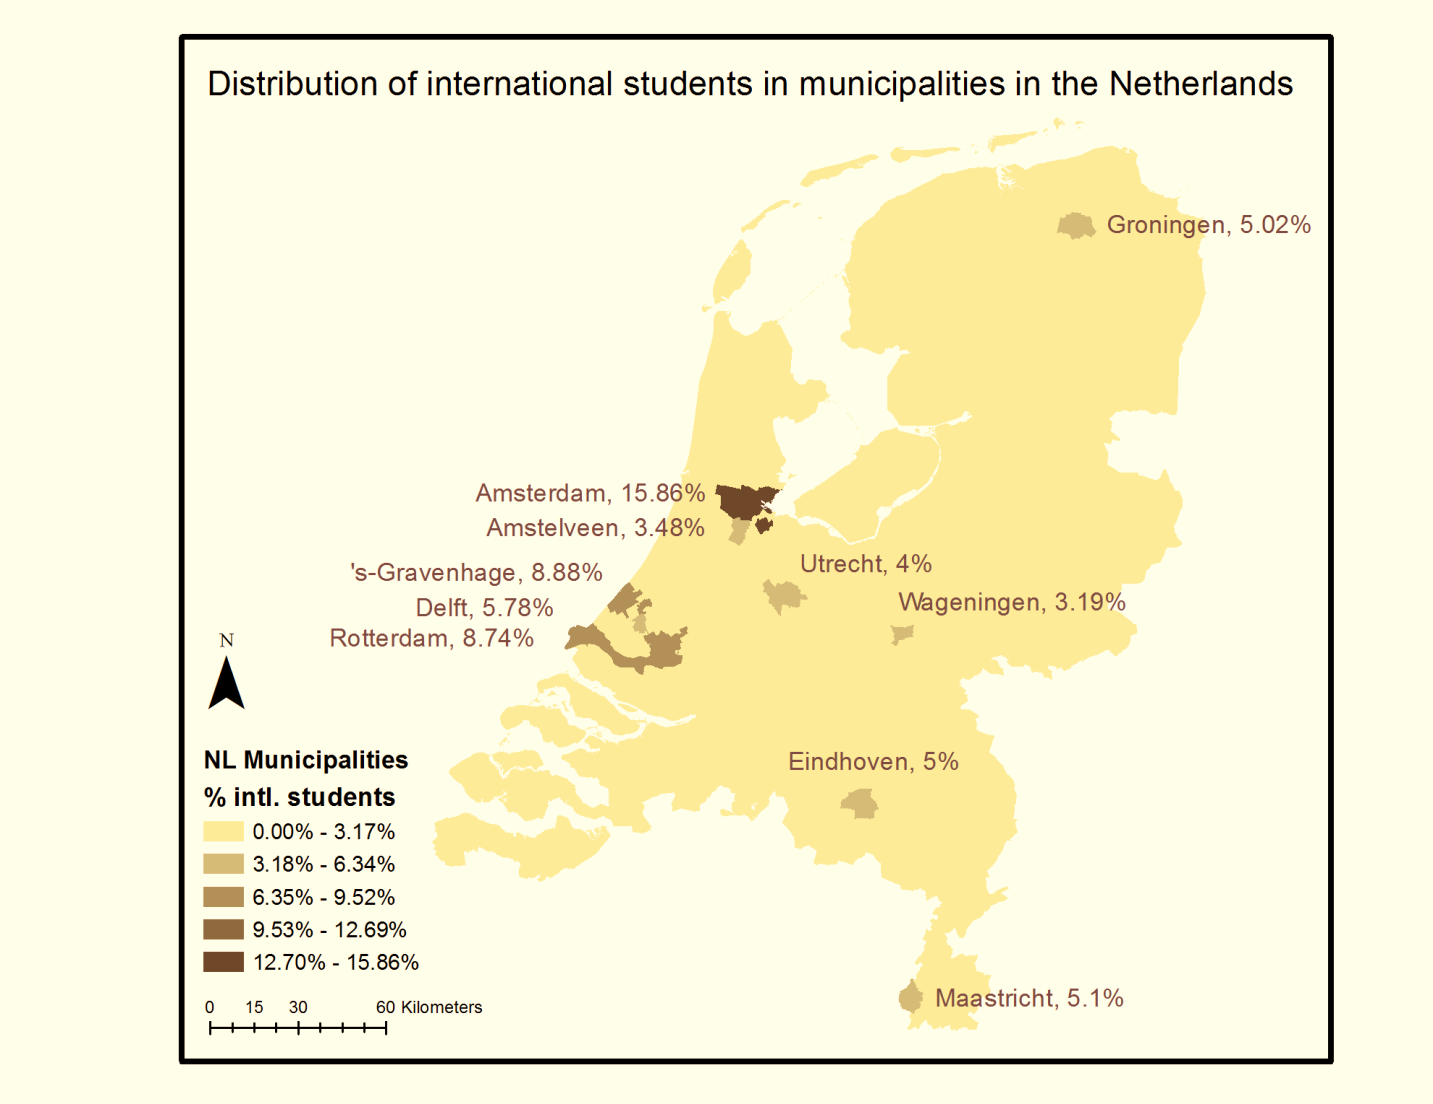 Distribution of international students in municipalities in the Netherlands
Groningen, 5.02%
Amsterdam, 15.86%
Amstelveen, 3.48%
Utrecht, 4%
's-Gravenhage, 8.88%
Wageningen, 3.19%
Delft, 5.78%
Rotterdam, 8.74%
N
Eindhoven, 5%
NL Municipalities
% intl. students
0.00% - 3.17%
3.18% - 6.34%
6.35% - 9.52%
9.53% - 12.69%
12.70% - 15.86%
Maastricht, 5.1%
0 15 30 60 Kilometers